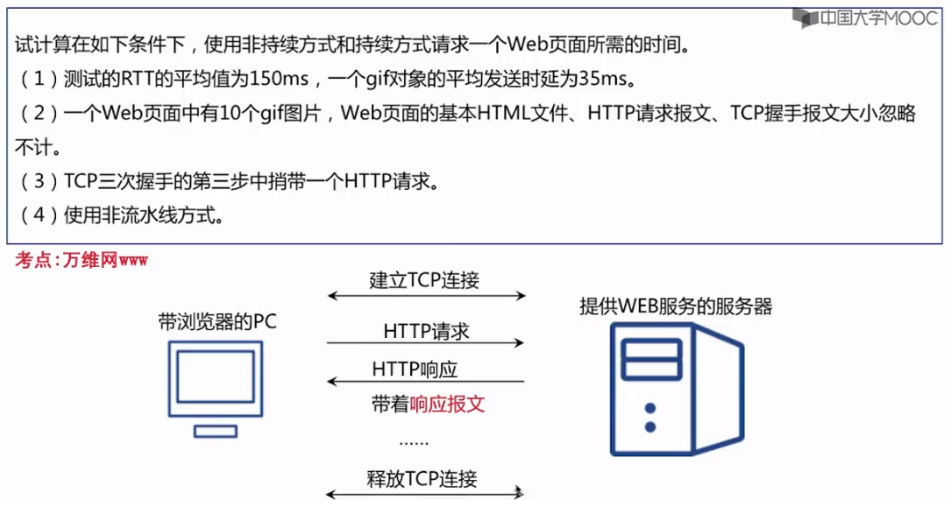 中国大学MOOC
试计算在如下条件下，使用非持续方式和持续方式请求一个Web页面所需的时间。
（1）测试的RTT的平均值为150ms，一个gif对象的平均发送时延为35ms。
（2）一个Web页面中有10个gif图片，Web页面的基本HTML文件、HTTP请求报文、TCP握手报文大小忽略
不计。
（3）TCP三次握手的第三步中捎带一个HTTP请求。
（4）使用非流水线方式。
考点:万维网www
建立TCP连接
带浏览器的PC
提供WEB服务的服务器
HTTP请求
HTTP响应
带着响应报文
......
释放TCP连接